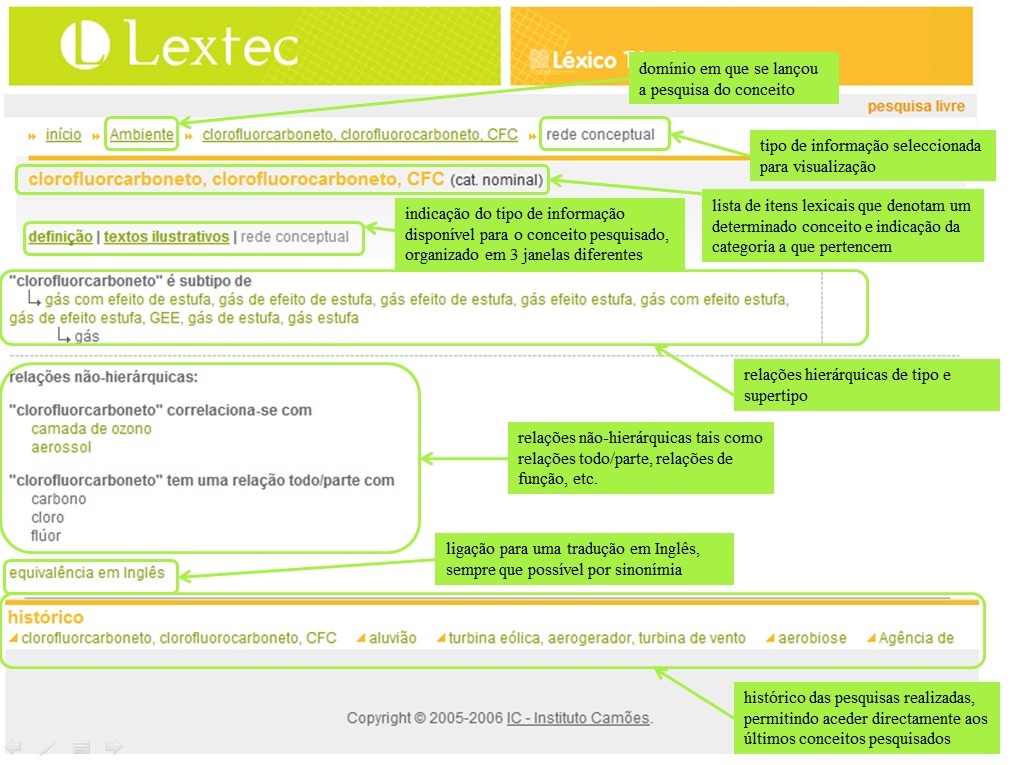 Lextec
Léxico
domínio em que se lançou
a pesquisa do conceito
pesquisa livre
início » Ambiente » clorofluorcarboneto, clorofluorocarboneto, CFC » rede conceptual
tipo de informação seleccionada
para visualização
clorofluorcarboneto, clorofluorocarboneto, CFC (cat. nominal)
lista de itens lexicais que denotam um
determinado conceito e indicação da
categoria a que pertencem
indicação do tipo de informação
disponível para o conceito pesquisado,
organizado em 3 janelas diferentes
definição | textos ilustrativos | rede conceptual
"clorofluorcarboneto" é subtipo de
gás com efeito de estufa, gás de efeito de estufa, gás efeito de estufa, gás efeito estufa, gás com efeito estufa,
gás de efeito estufa, GEE, gás de estufa, gás estufa
gás
relações hierárquicas de tipo e
supertipo
relações não-hierárquicas:
"clorofluorcarboneto" correlaciona-se com
camada de ozono
aerossol
"clorofluorcarboneto" tem uma relação todo/parte com
carbono
cloro
flúor
relações não-hierárquicas tais como
relações todo/parte, relações de
função, etc.
ligação para uma tradução em Inglês,
sempre que possível por sinonímia
equivalência em Inglês
histórico
clorofluorcarboneto, clorofluorocarboneto, CFC aluvião turbina eólica, aerogerador, turbina de vento aerobiose Agência de
histórico das pesquisas realizadas,
permitindo aceder directamente aos
últimos conceitos pesquisados
Copyright © 2005-2006 IC - Instituto Camões.